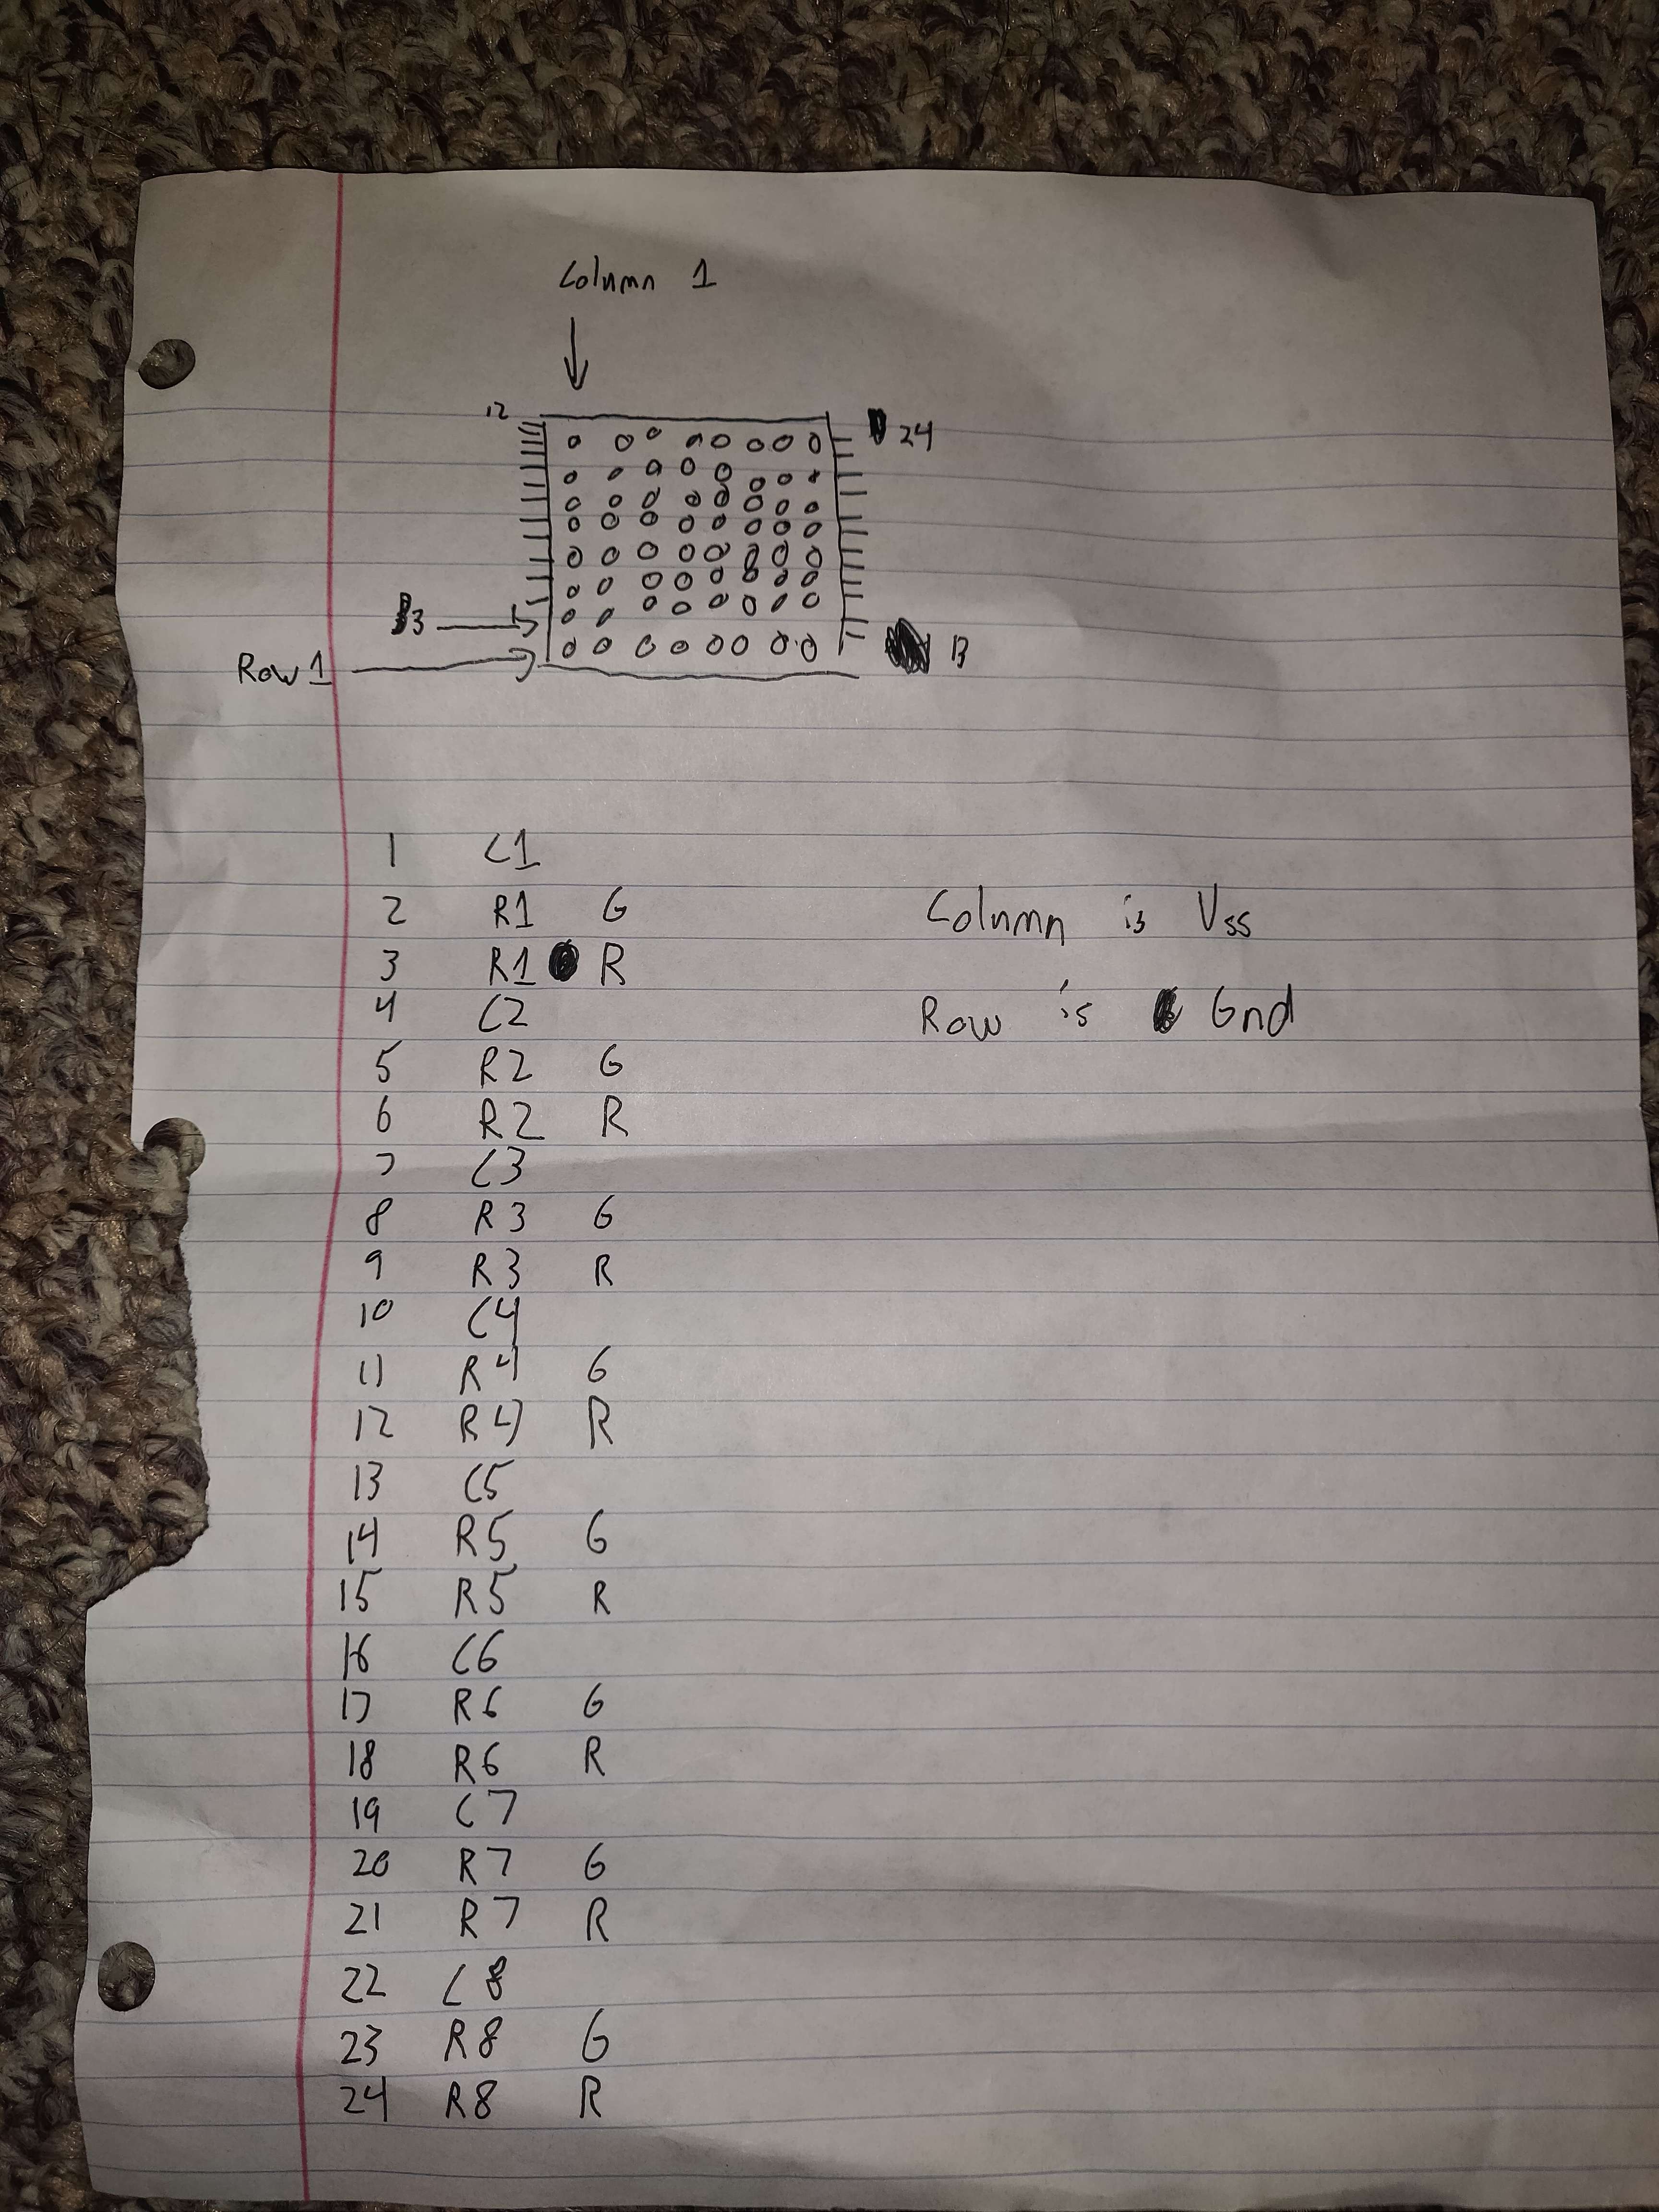 Column 1
12
24
3
13
Row 1
1 C1
2 R1 G
3 R1 R
4 C2
5 R2 G
6 R2 R
7 C3
8 R3 G
9 R3 R
10 C4
11 R4 G
12 R4 R
13 C5
14 R5 G
15 R5 R
16 C6
17 R6 G
18 R6 R
19 C7
20 R7 G
21 R7 R
22 C8
23 R8 G
24 R8 R
Column is Vss
Row is Gnd